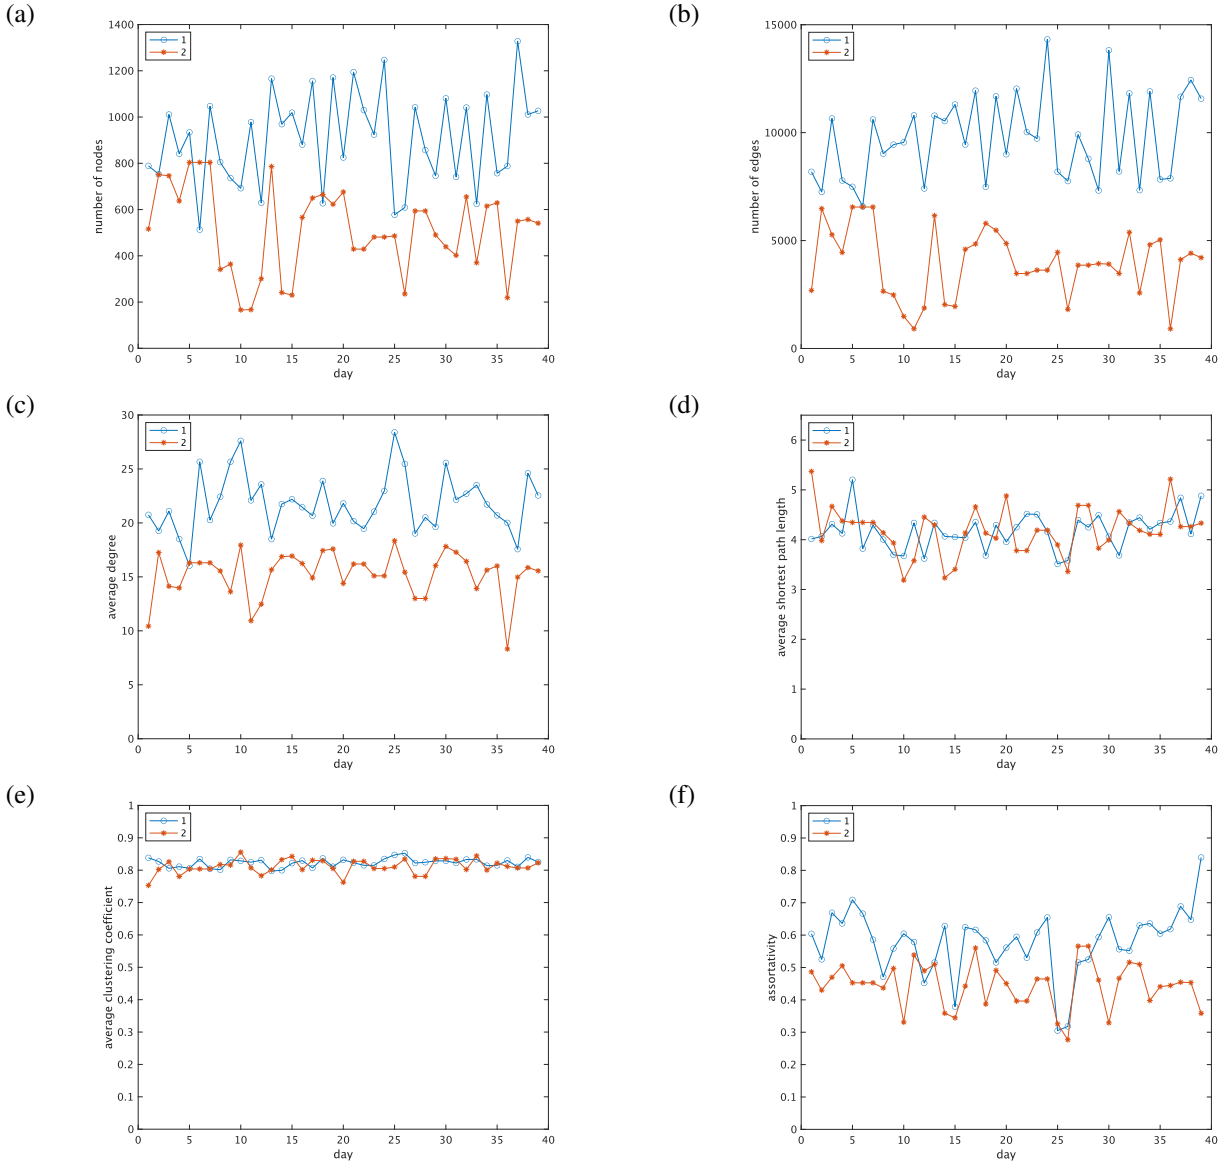 (a)
1400
1200
1000
800
600
400
200
0
0 5 10 15 20 25 30 35 40
number of nodes
day
1
2
(b)
15000
10000
5000
0
0 5 10 15 20 25 30 35 40
number of edges
day
1
2
(c)
30
25
20
15
10
5
0
0 5 10 15 20 25 30 35 40
average degree
day
1
2
(d)
6
5
4
3
2
1
0
0 5 10 15 20 25 30 35 40
average shortest path length
day
1
2
(e)
1
0.9
0.8
0.7
0.6
0.5
0.4
0.3
0.2
0.1
0
0 5 10 15 20 25 30 35 40
average clustering coefficient
day
1
2
(f)
1
0.9
0.8
0.7
0.6
0.5
0.4
0.3
0.2
0.1
0
0 5 10 15 20 25 30 35 40
assortativity
day
1
2